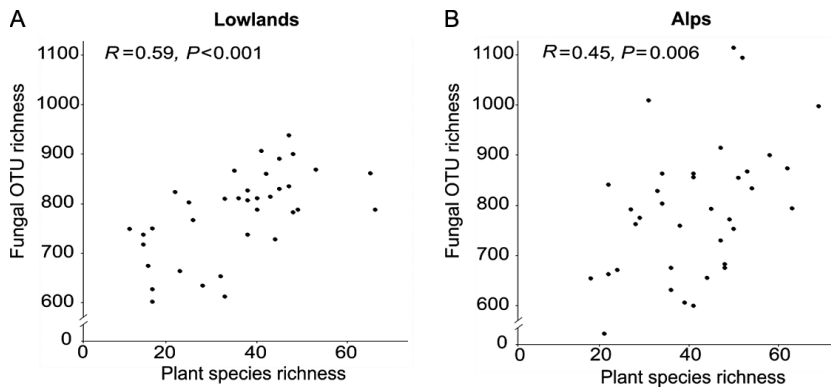 A
Lowlands
R=0.59, P<0.001
Fungal OTU richness
1100
1000
900
800
700
600
0
0 20 40 60
Plant species richness
B
Alps
R=0.45, P=0.006
Fungal OTU richness
1100
1000
900
800
700
600
0
0 20 40 60
Plant species richness